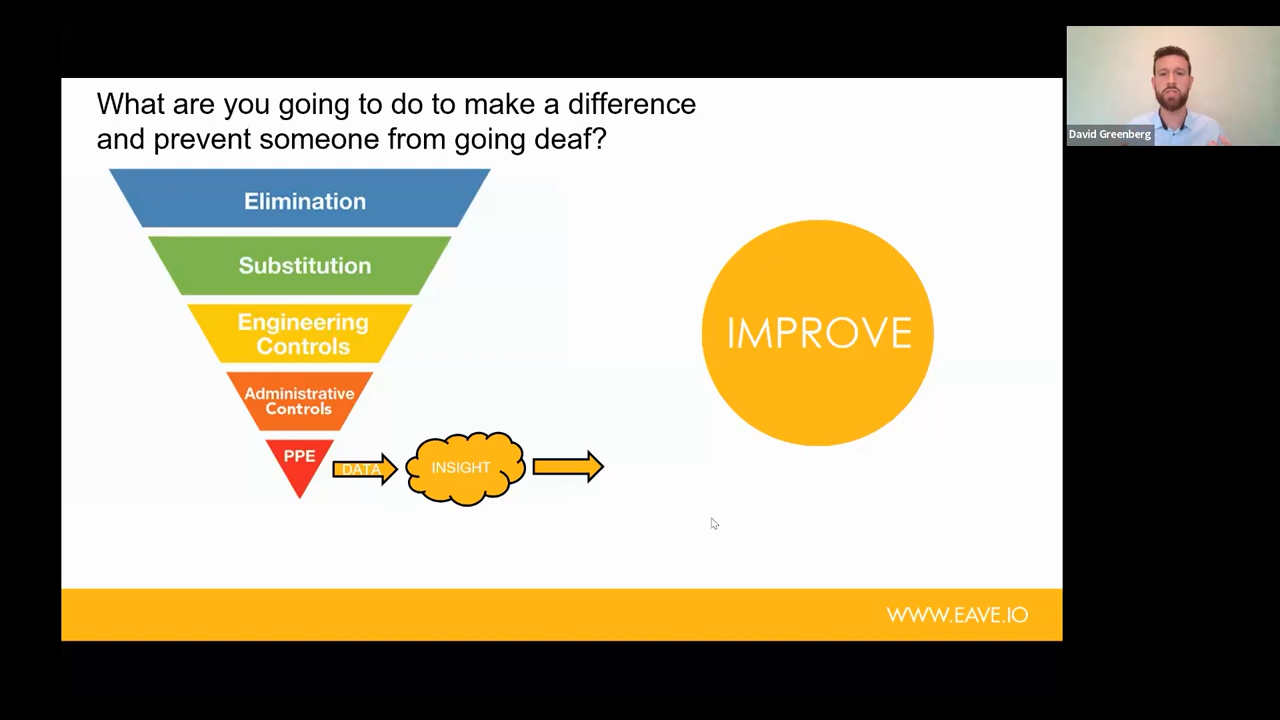 What are you going to do to make a difference
and prevent someone from going deaf?
Elimination
Substitution
Engineering
Controls
Administrative
Controls
PPE
DATA
INSIGHT
IMPROVE
WWW.EAVE.IO
David Greenberg